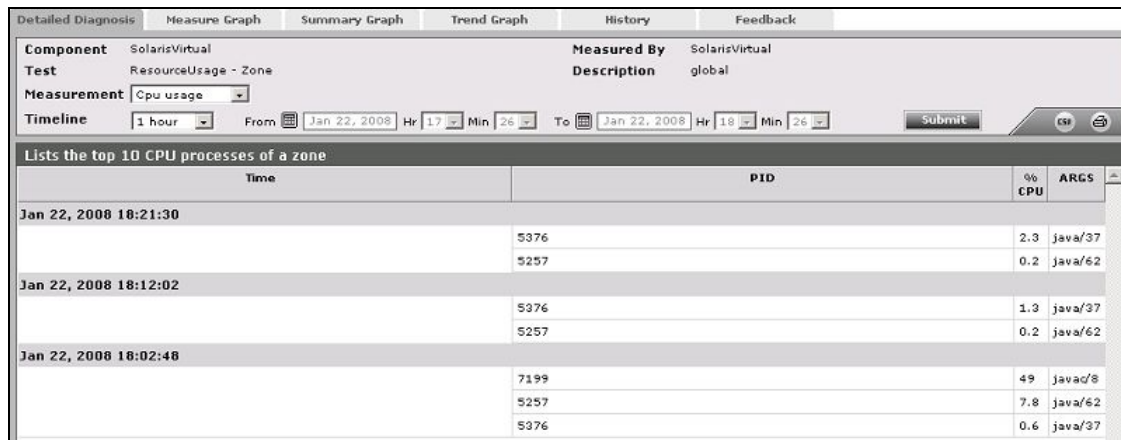 Detailed Diagnosis Measure Graph Summary Graph Trend Graph History Feedback
Component SolarisVirtual Measured By SolarisVirtual
Test ResourceUsage - Zone Description global
Measurement Cpu usage
Timeline 1 hour From Jan 22, 2008 Hr 17 Min 26 To Jan 22, 2008 Hr 18 Min 26 Submit CSV
Lists the top 10 CPU processes of a zone
Time PID % CPU ARGS
Jan 22, 2008 18:21:30
5376 2.3 java/37
5257 0.2 java/62
Jan 22, 2008 18:12:02
5376 1.3 java/37
5257 0.2 java/62
Jan 22, 2008 18:02:48
7199 49 javac/8
5257 7.8 java/62
5376 0.6 java/37